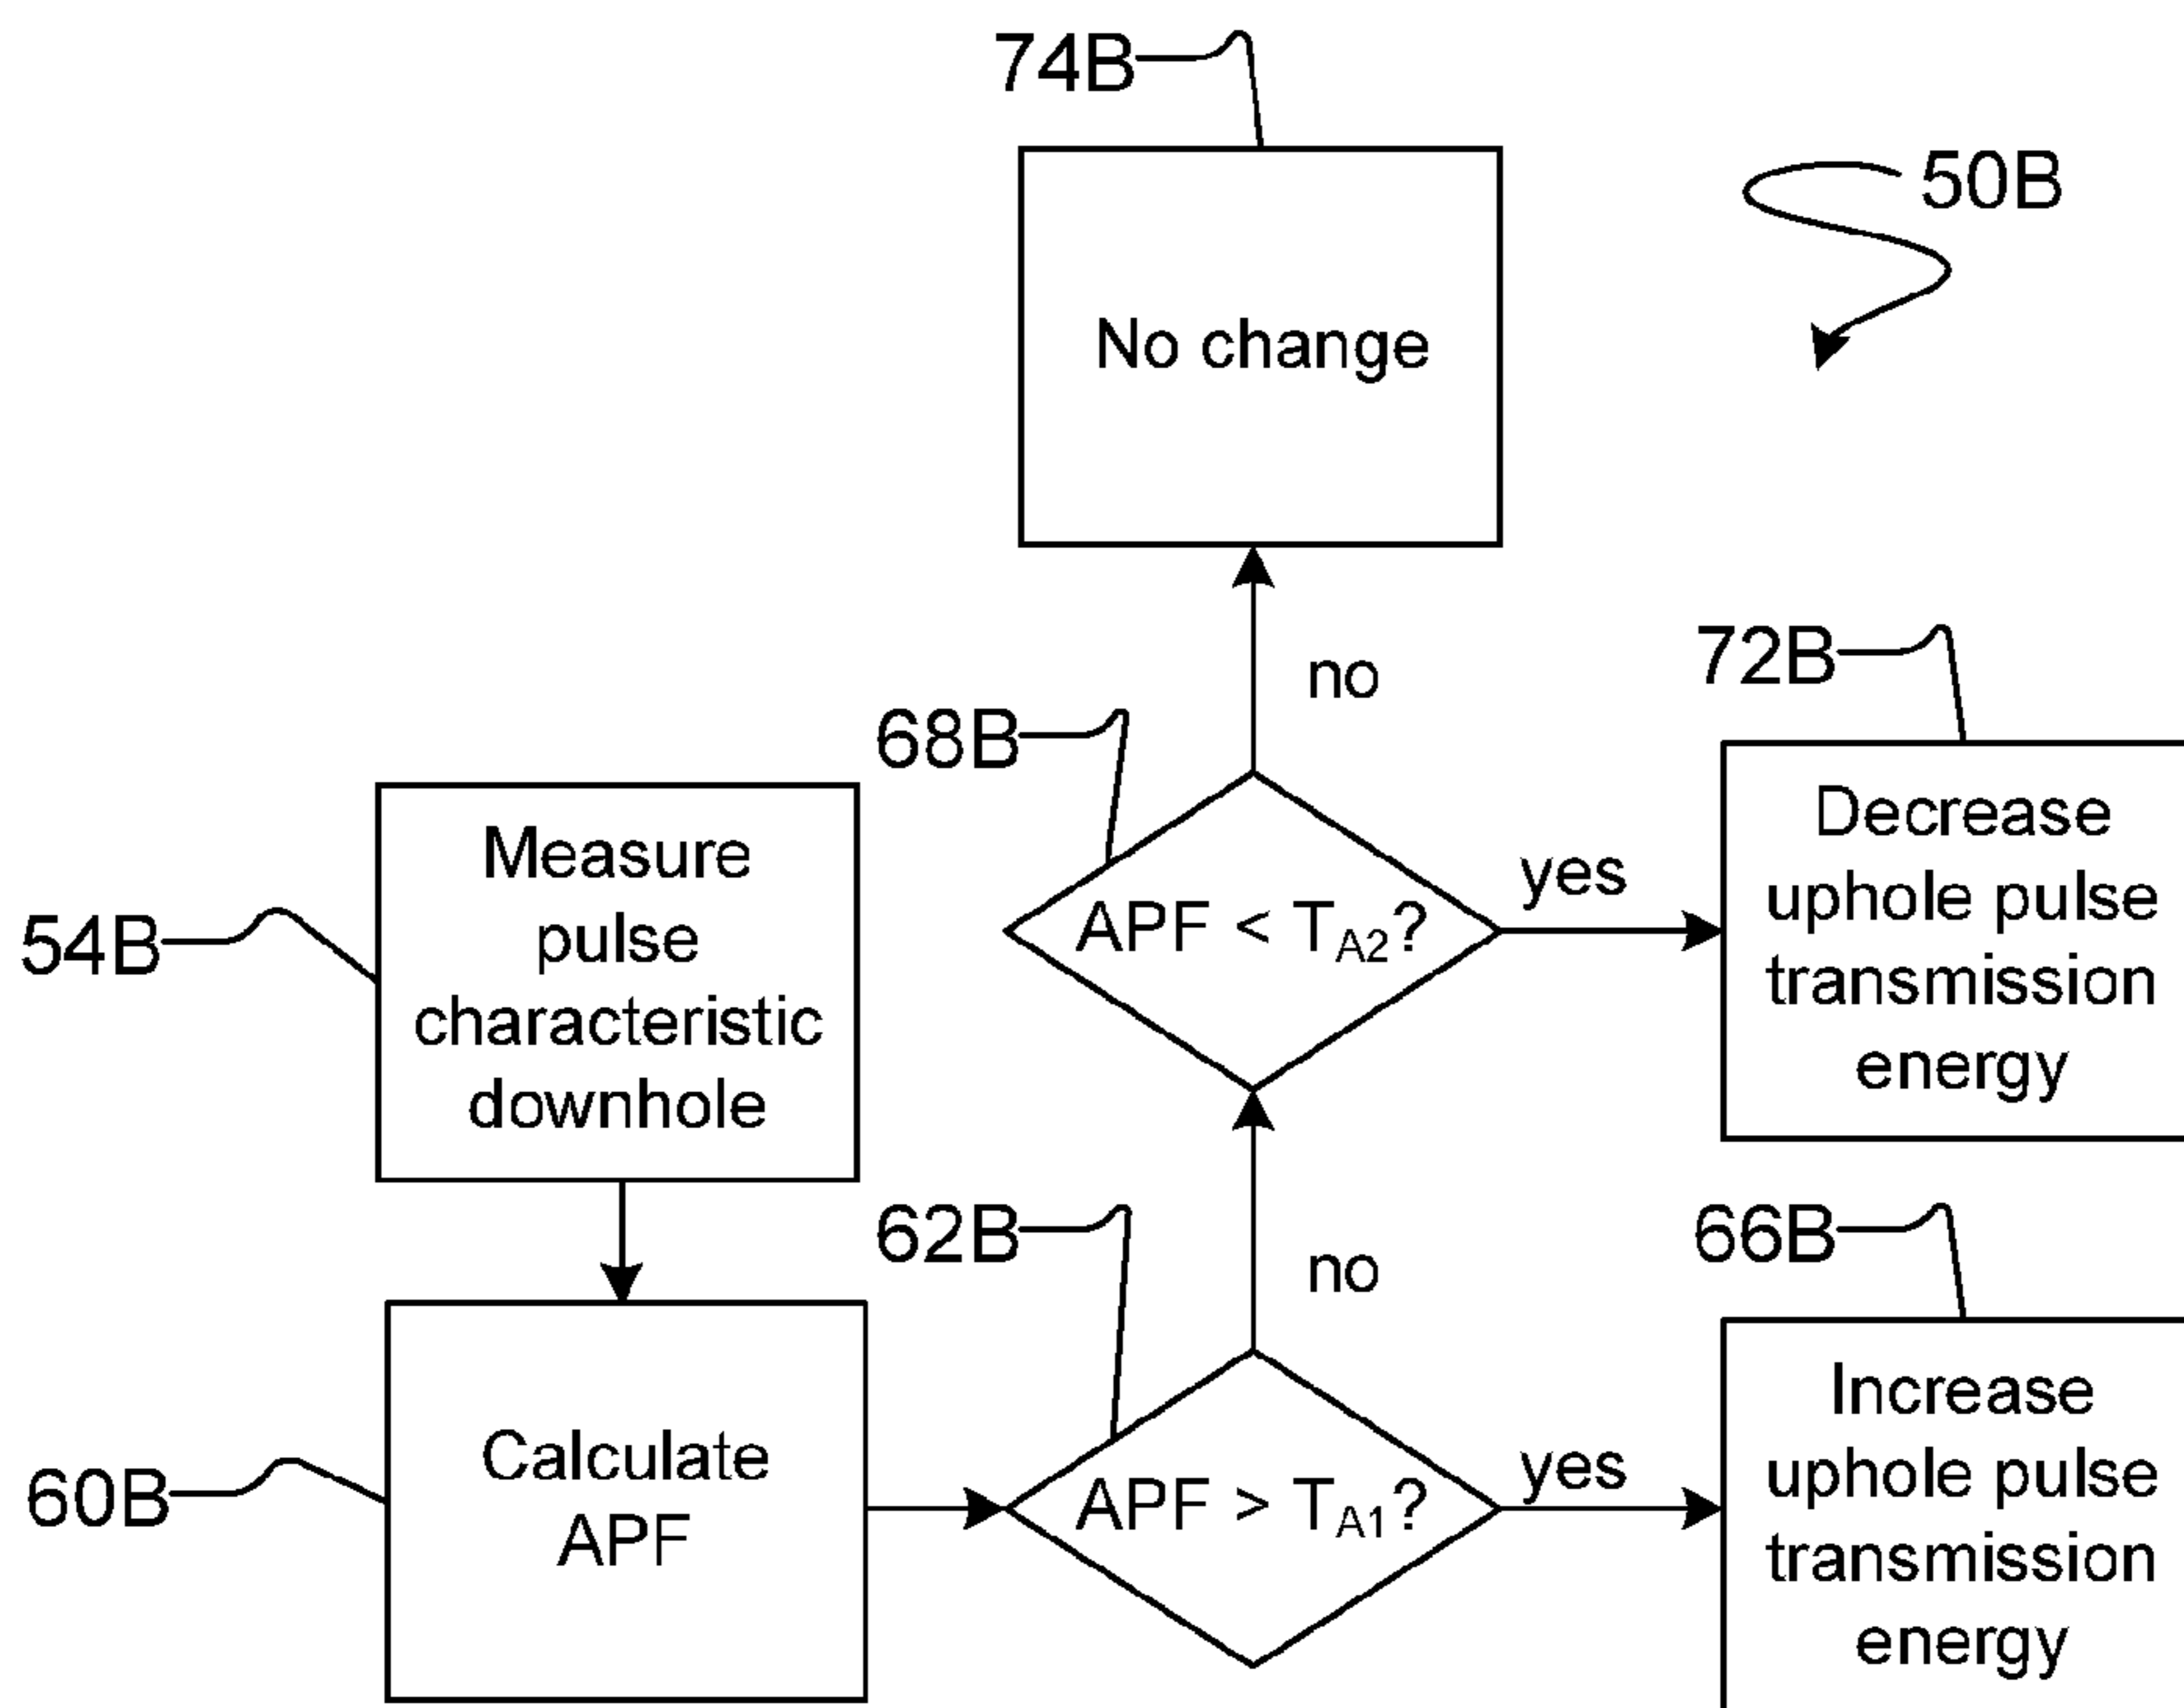 74B
50B
No change
no
72B
68B
Decrease
uphole pulse
transmission
energy
Measure
pulse
characteristic
downhole
54B
APF < TA2?
yes
62B
no
66B
Calculate
APF
60B
APF > TA1?
yes
Increase
uphole pulse
transmission
energy